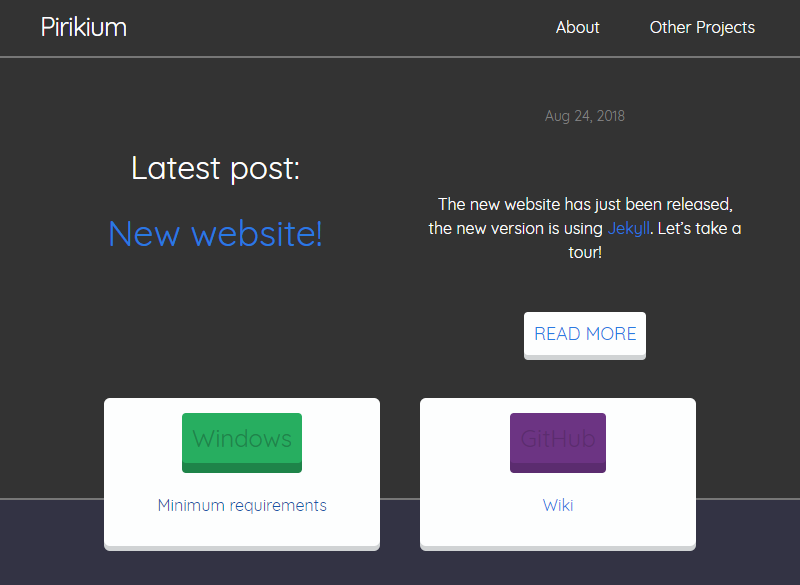 Pirikium
About
Other Projects
Latest post:
New website!
Aug 24, 2018
The new website has just been released,
the new version is using Jekyll. Let’s take a
tour!
READ MORE
Windows
Minimum requirements
GitHub
Wiki